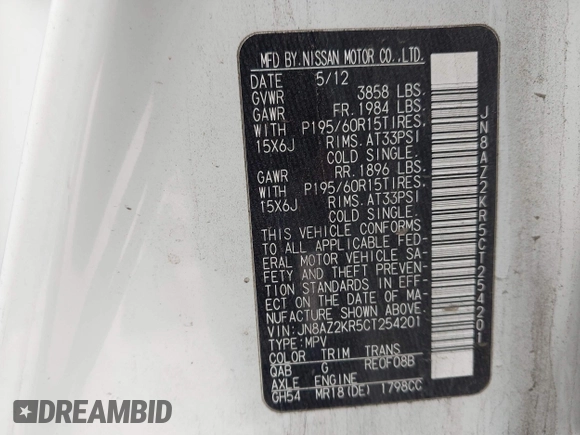 MFD BY. NISSAN MOTOR CO., LTD.
DATE 5/12
GVWR 3858 LBS.
GAWR FR. 1984 LBS.
WITH P195/60R15TIRES,
15X6J RIMS. AT33PSI
COLD SINGLE.
GAWR RR. 1896 LBS.
WITH P195/60R15TIRES,
15X6J RIMS. AT33PSI
COLD SINGLE.
THIS VEHICLE CONFORMS
TO ALL APPLICABLE FED-
ERAL MOTOR VEHICLE SA-
FETY AND THEFT PREVEN-
TION STANDARDS IN EFF-
ECT ON THE DATE OF MA-
NUFACTURE SHOWN ABOVE.
VIN: JN8AZ2KR5CT254201
TYPE: MPV
COLOR TRIM TRANS
QAB G RE0F08B
AXLE ENGINE
GH54 MR18(DE) 1798CC
JN8AZ2KR5CT254201
DEALERCAR.IO